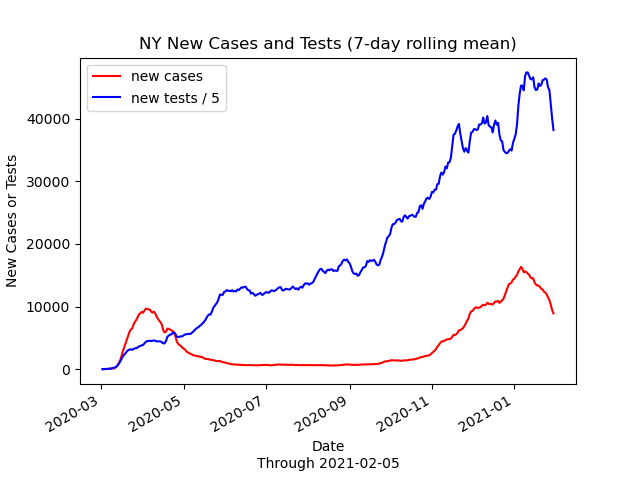 NY New Cases and Tests (7-day rolling mean)
new cases
new tests / 5
New Cases or Tests
40000
30000
20000
10000
0
2020-03
2020-05
2020-07
2020-09
2020-11
2021-01
Date
Through 2021-02-05